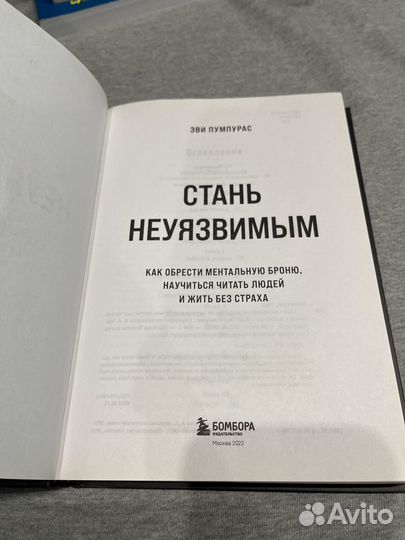 ЭВИ ПУМПУРАС
Оглавление
СТАНЬ
НЕУЯЗВИМЫМ
КАК ОБРЕСТИ МЕНТАЛЬНУЮ БРОНЮ,
НАУЧИТЬСЯ ЧИТАТЬ ЛЮДЕЙ
И ЖИТЬ БЕЗ СТРАХА
БОМБОРА
ИЗДАТЕЛЬСТВО
Москва 2022
Avito